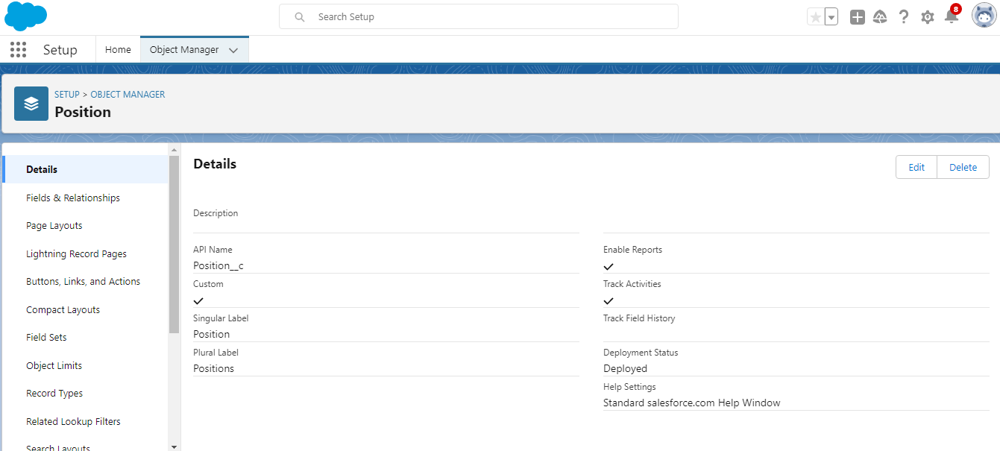 Search Setup
8
Setup
Home
Object Manager
SETUP > OBJECT MANAGER
Position
Details
Fields & Relationships
Page Layouts
Lightning Record Pages
Buttons, Links, and Actions
Compact Layouts
Field Sets
Object Limits
Record Types
Related Lookup Filters
Search Layouts
Details
Edit
Delete
Description
API Name
Position__c
Custom
Singular Label
Position
Plural Label
Positions
Enable Reports
Track Activities
Track Field History
Deployment Status
Deployed
Help Settings
Standard salesforce.com Help Window